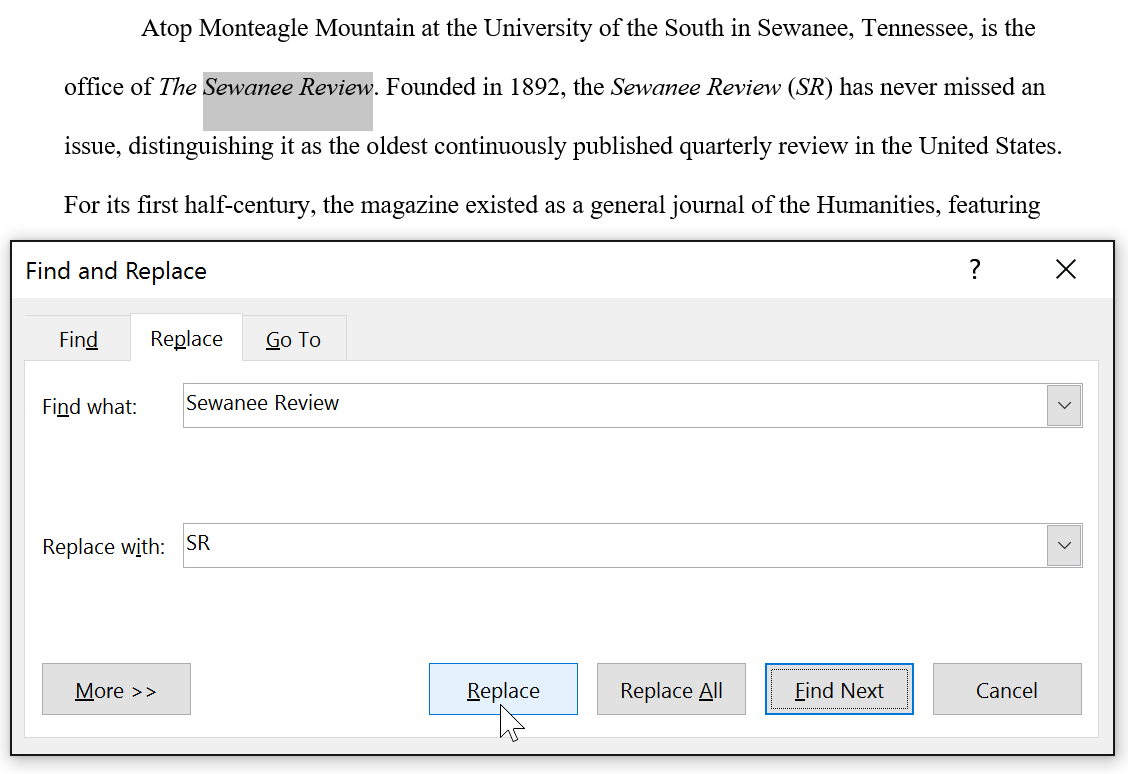 Atop Monteagle Mountain at the University of the South in Sewanee, Tennessee, is the
office of The Sewanee Review. Founded in 1892, the Sewanee Review (SR) has never missed an
issue, distinguishing it as the oldest continuously published quarterly review in the United States.
For its first half-century, the magazine existed as a general journal of the Humanities, featuring
Find and Replace ?
Find Replace Go To
Find what: Sewanee Review
Replace with: SR
More >> Replace Replace All Find Next Cancel